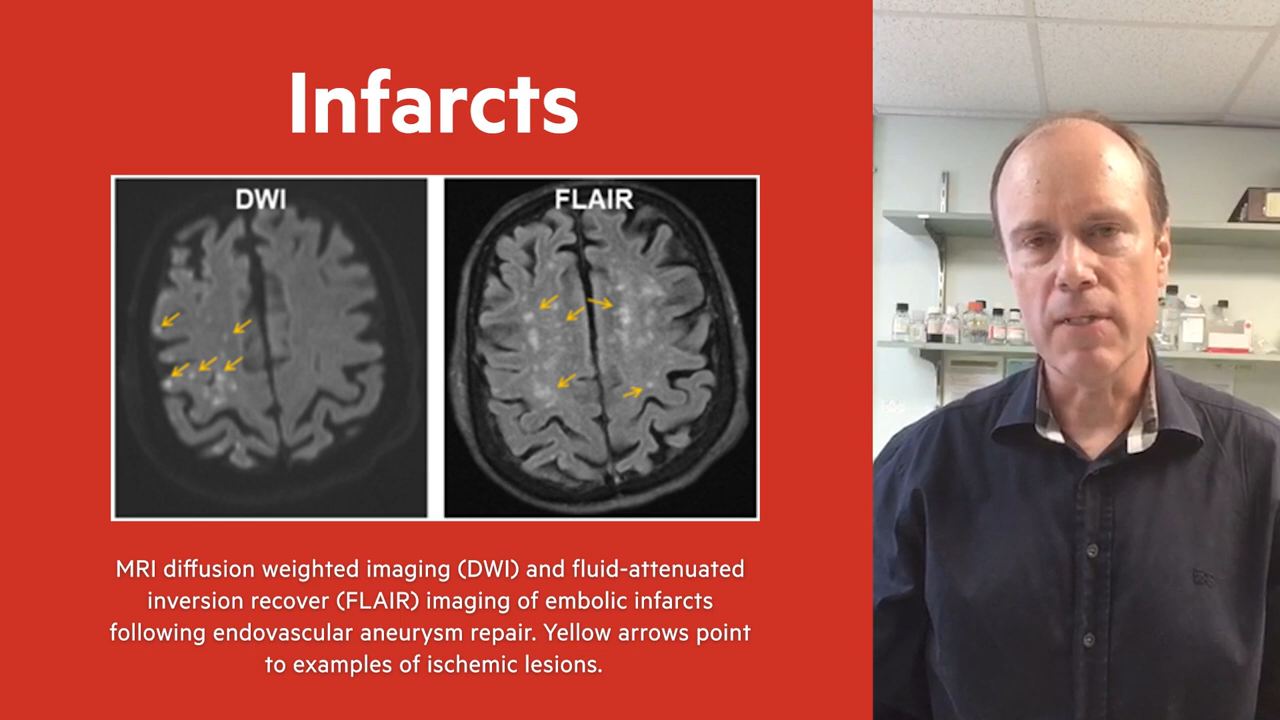 Infarcts
DWI
FLAIR
MRI diffusion weighted imaging (DWI) and fluid-attenuated
inversion recover (FLAIR) imaging of embolic infarcts
following endovascular aneurysm repair. Yellow arrows point
to examples of ischemic lesions.